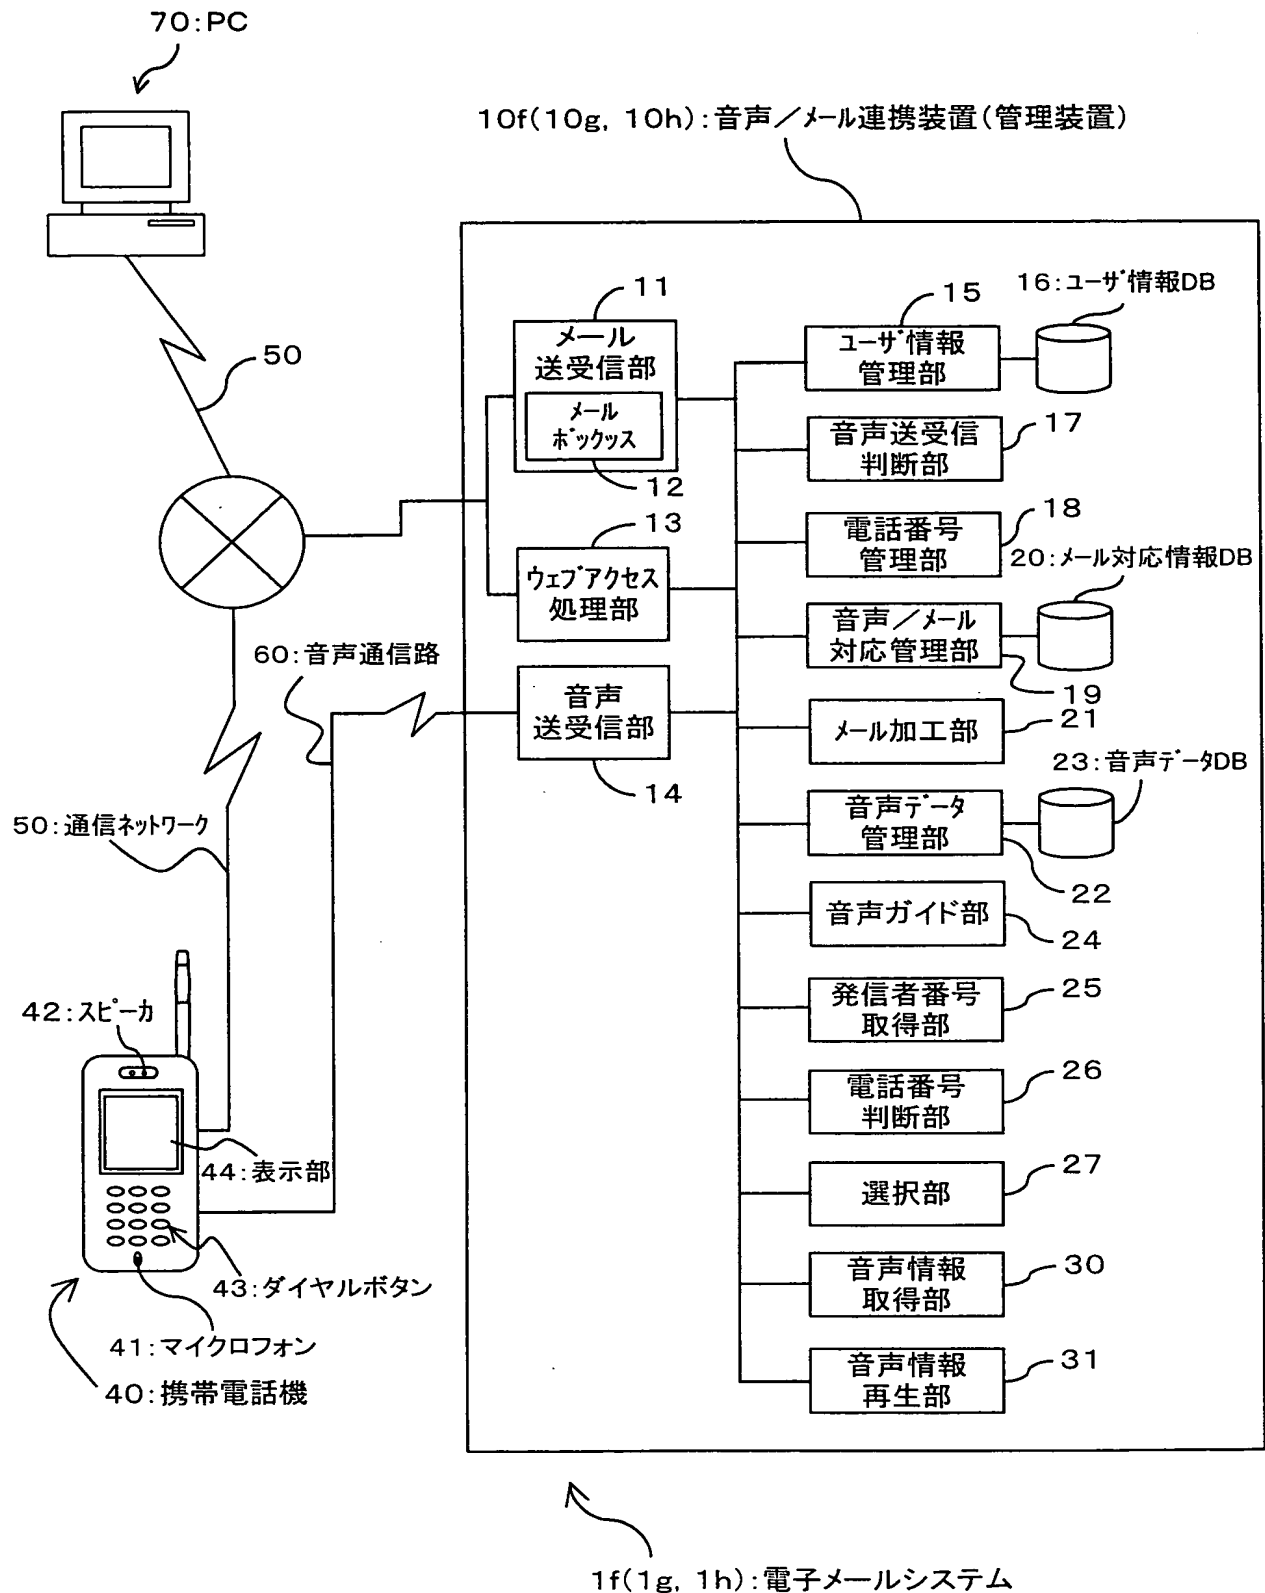 70:PC
10f(10g, 10h):音声／メール連携装置(管理装置)
50
11
メール
送受信部
メール
ボックッス
12
13
ウェブアクセス
処理部
60:音声通信路
音声
送受信部
14
15
ユーザ情報
管理部
16:ユーザ情報DB
音声送受信
判断部
17
電話番号
管理部
18
20:メール対応情報DB
音声／メール
対応管理部
19
メール加工部
21
23:音声データDB
音声データ
管理部
22
音声ガイド部
24
発信者番号
取得部
25
電話番号
判断部
26
選択部
27
音声情報
取得部
30
音声情報
再生部
31
50:通信ネットワーク
42:スピーカ
44:表示部
43:ダイヤルボタン
41:マイクロフォン
40:携帯電話機
1f(1g, 1h):電子メールシステム